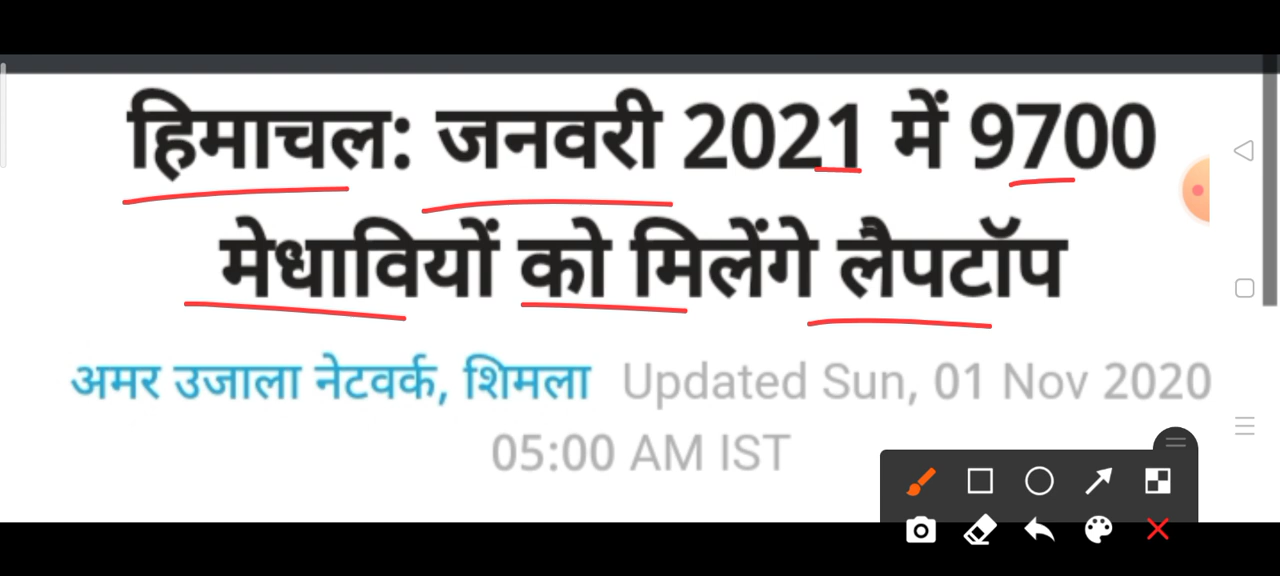 हिमाचल: जनवरी 2021 में 9700
मेधावियों को मिलेंगे लैपटॉप
अमर उजाला नेटवर्क, शिमला Updated Sun, 01 Nov 2020
05:00 AM IST